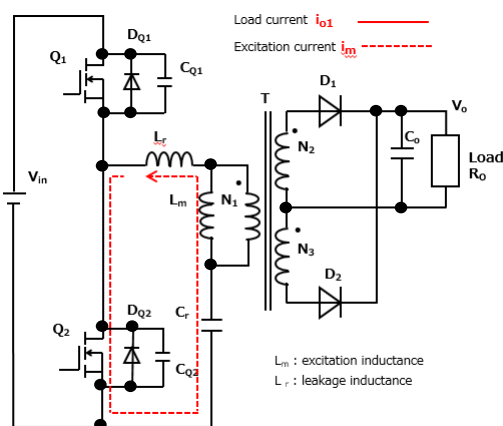 Load current io1
Excitation current im
DQ1
Q1
CQ1
D1
T
Vo
Lr
N2
Co
Load
Ro
Vin
Lm
N1
N3
DQ2
Cr
D2
Q2
CQ2
Lm : excitation inductance
L r : leakage inductance